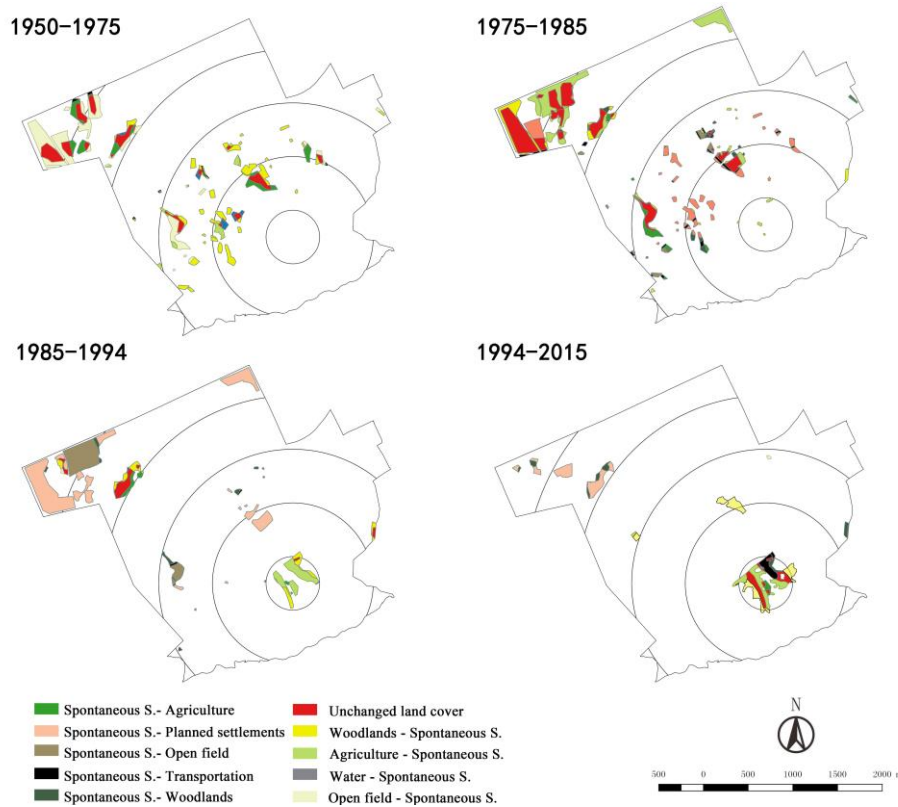 1950-1975
1975-1985
1985-1994
1994-2015
Spontaneous S.- Agriculture
Spontaneous S.- Planned settlements
Spontaneous S.- Open field
Spontaneous S.- Transportation
Spontaneous S.- Woodlands
Unchanged land cover
Woodlands - Spontaneous S.
Agriculture - Spontaneous S.
Water - Spontaneous S.
Open field - Spontaneous S.
N
500 0 500 1000 1500 2000 m